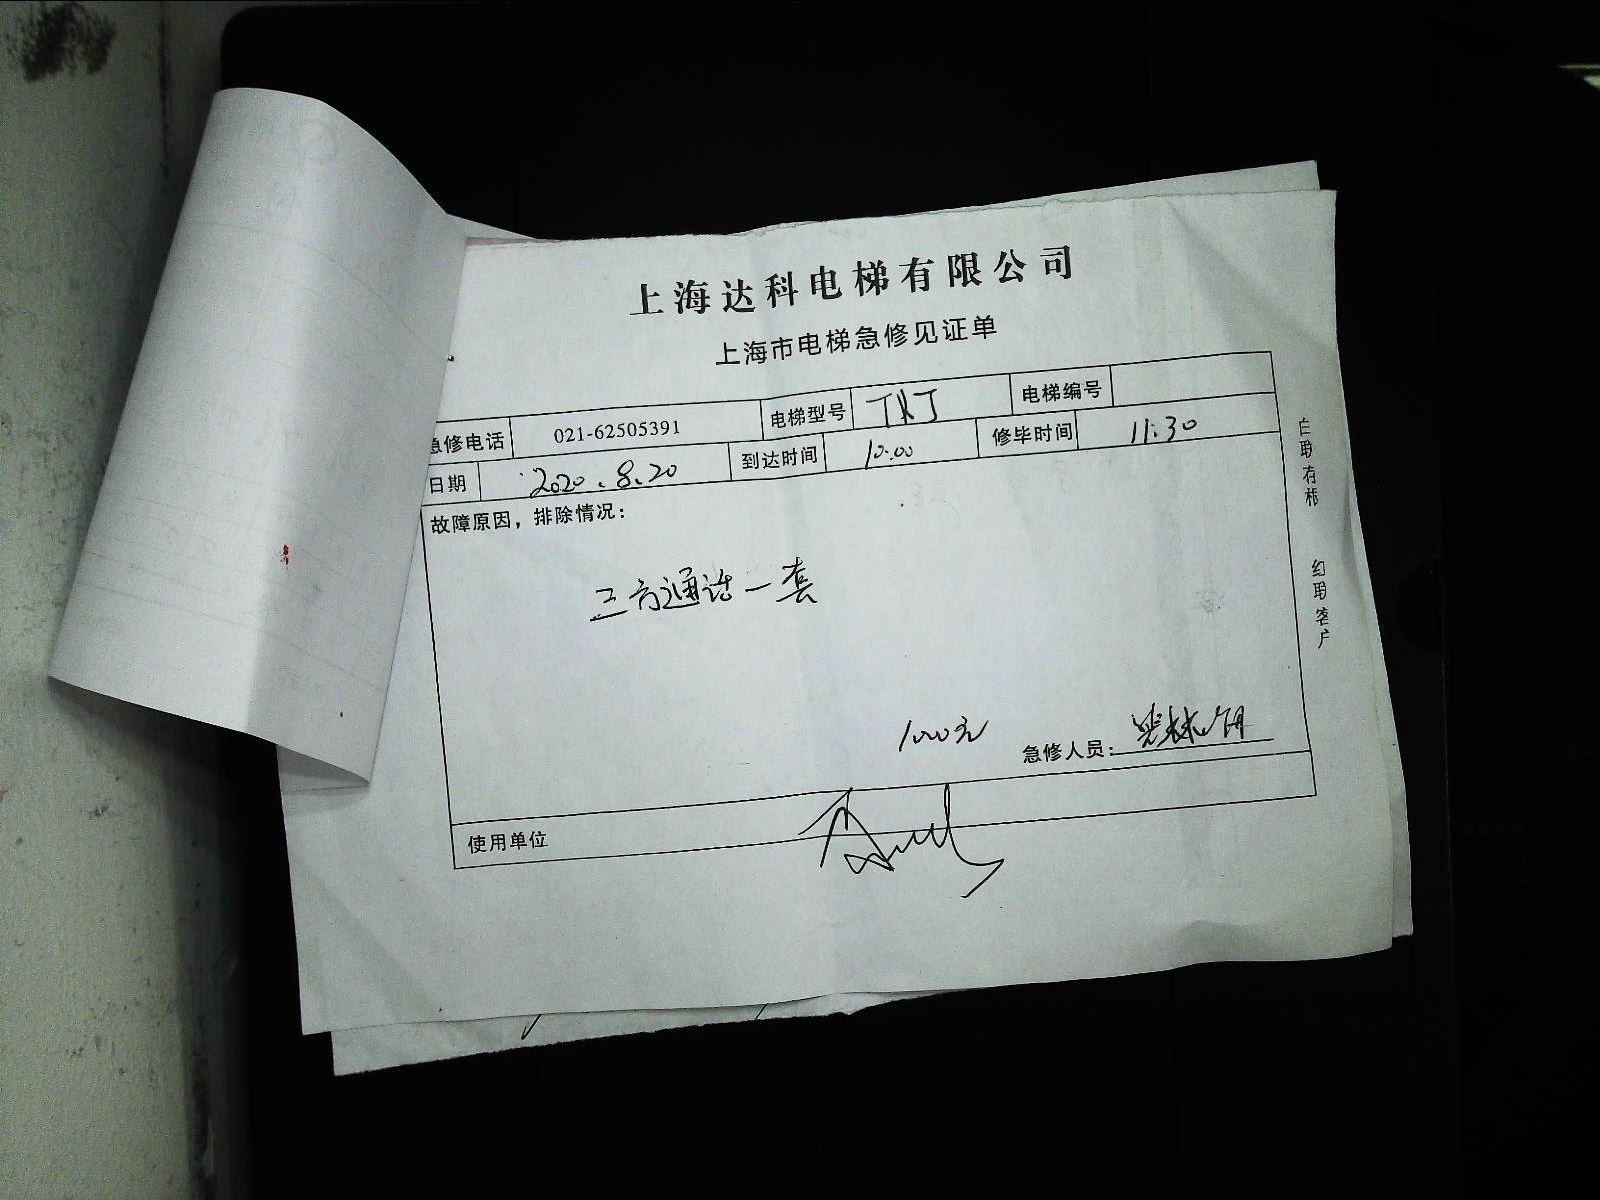 上海达科电梯有限公司
上海市电梯急修见证单
急修电话 021-62505391 电梯型号 THJ 电梯编号
日期 2020.8.20 到达时间 10:00 修毕时间 11:30
故障原因，排除情况：
三方通话一套
1000元 急修人员：
使用单位
白联存根 红联客户